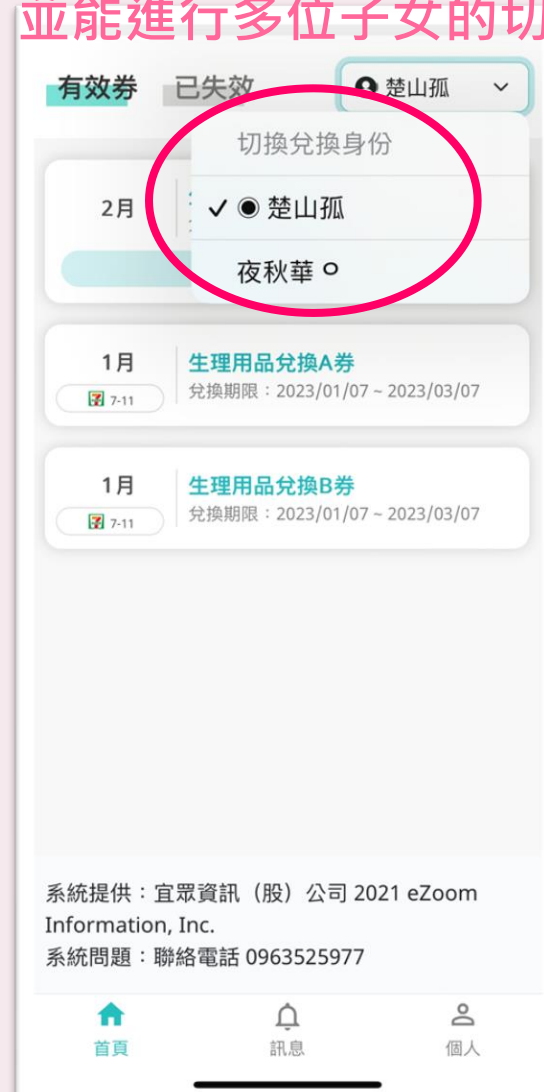 並能進行多位子女的切
有效券
已失效
楚山孤
切換兌換身份
楚山孤
夜秋華
2月
1月
7-11
生理用品兌換A券
兌換期限：2023/01/07 ~ 2023/03/07
1月
7-11
生理用品兌換B券
兌換期限：2023/01/07 ~ 2023/03/07
系統提供：宜眾資訊（股）公司 2021 eZoom
Information, Inc.
系統問題：聯絡電話 0963525977
首頁
訊息
個人